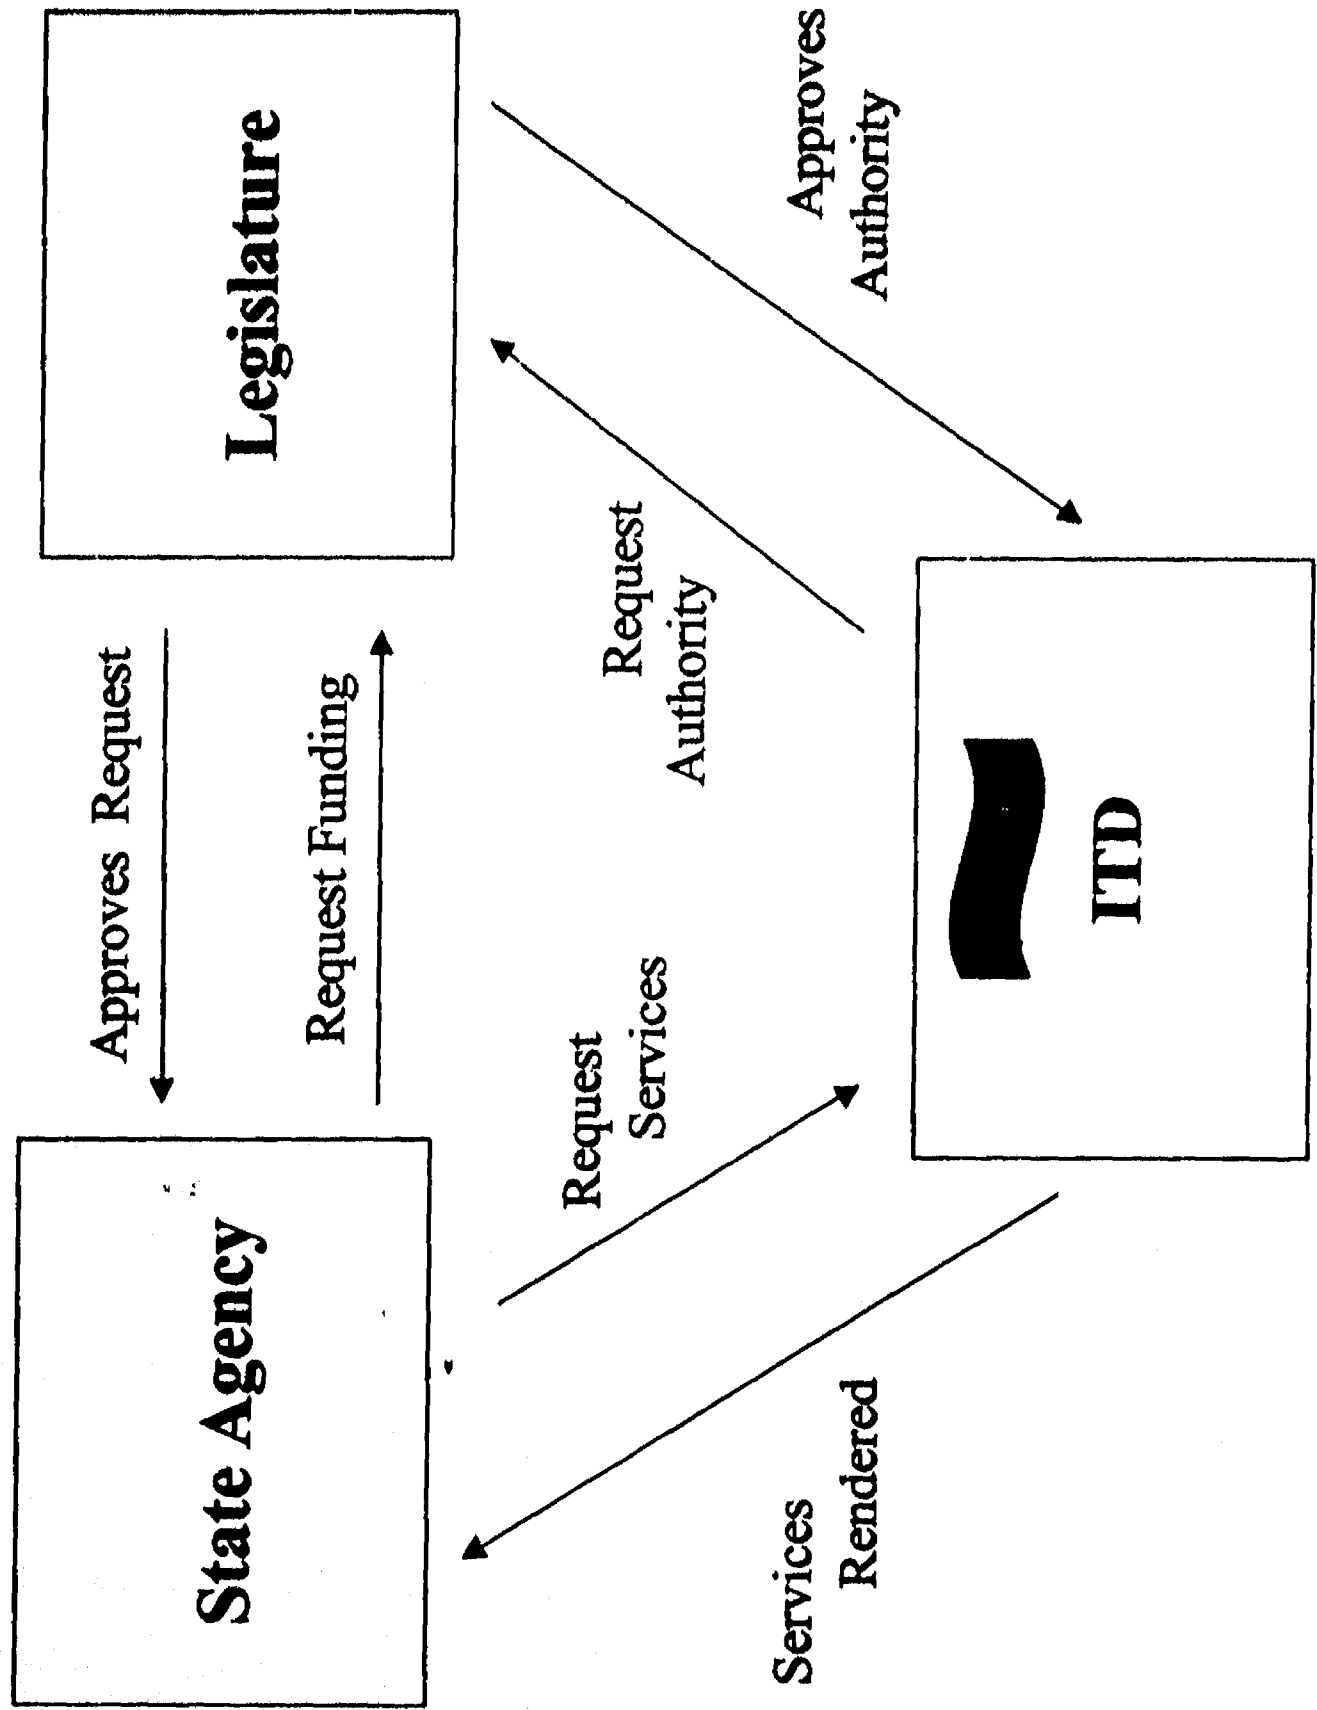 State Agency
Approves Request
Request Funding
Legislature
Request
Services
Request
Authority
Services
Rendered
Approves
Authority
ITD